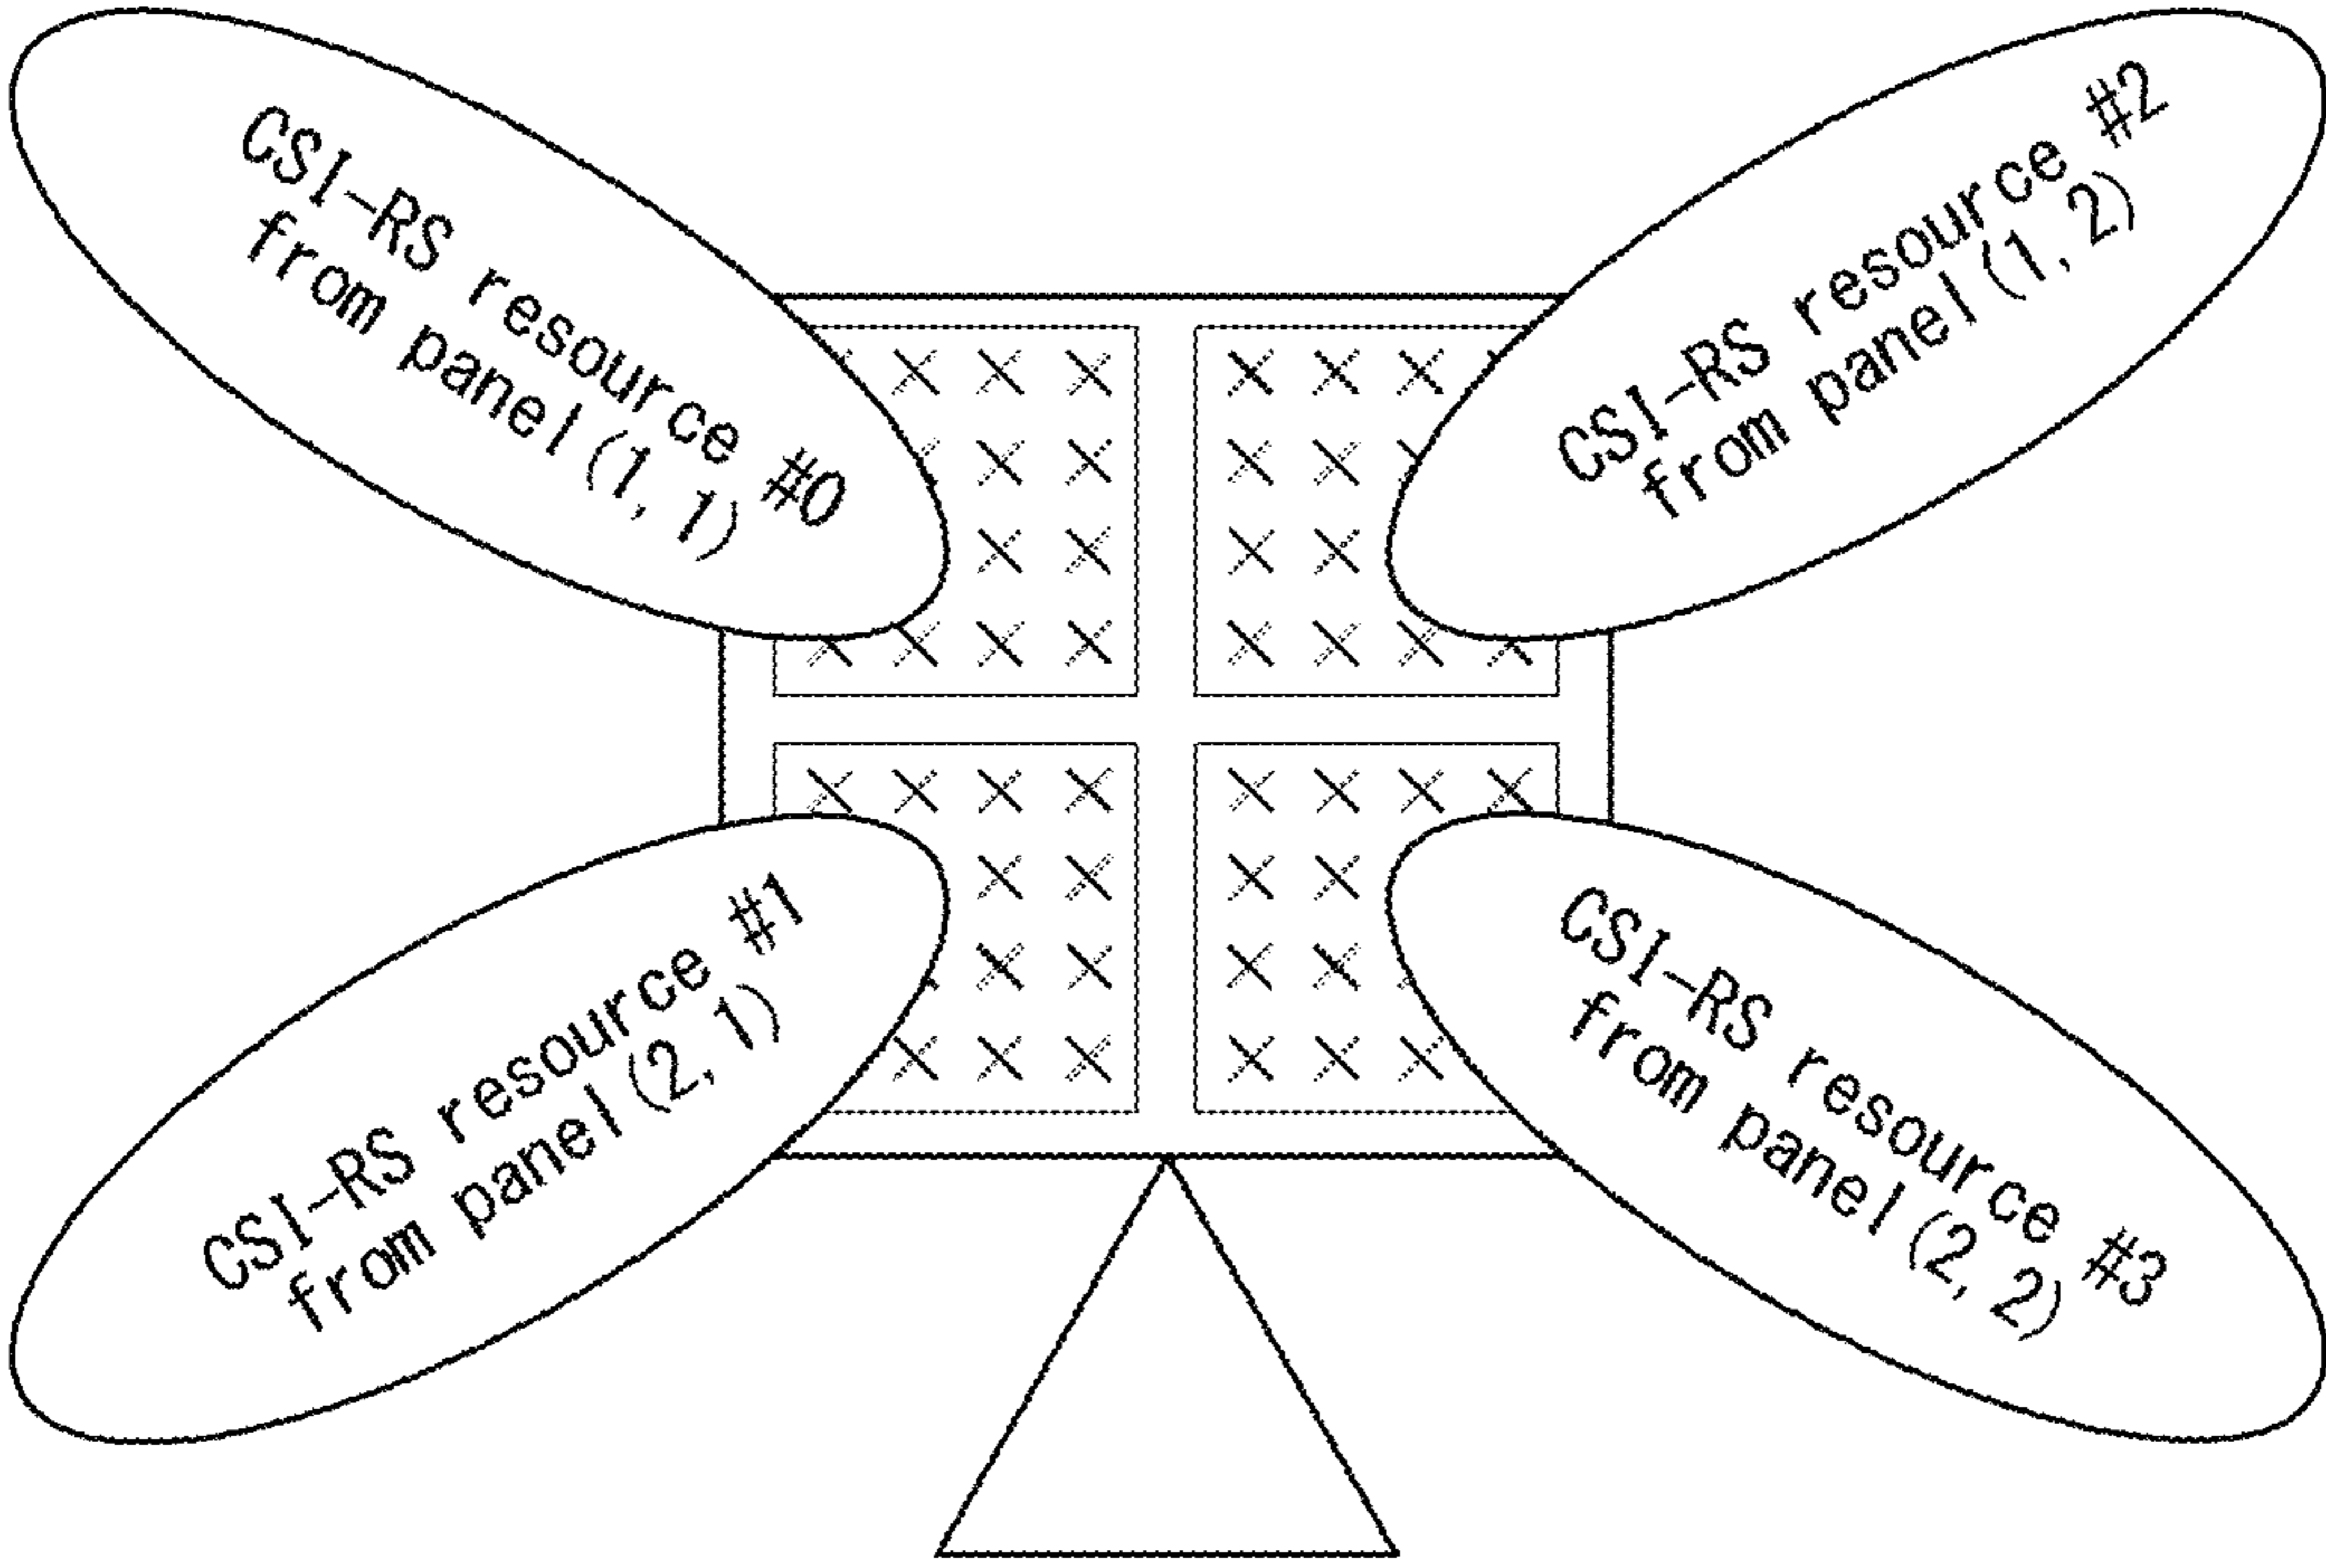 CSI-RS resource #0
from panel (1, 1)
CSI-RS resource #2
from panel (1, 2)
CSI-RS resource #1
from panel (2, 1)
CSI-RS resource #3
from panel (2, 2)